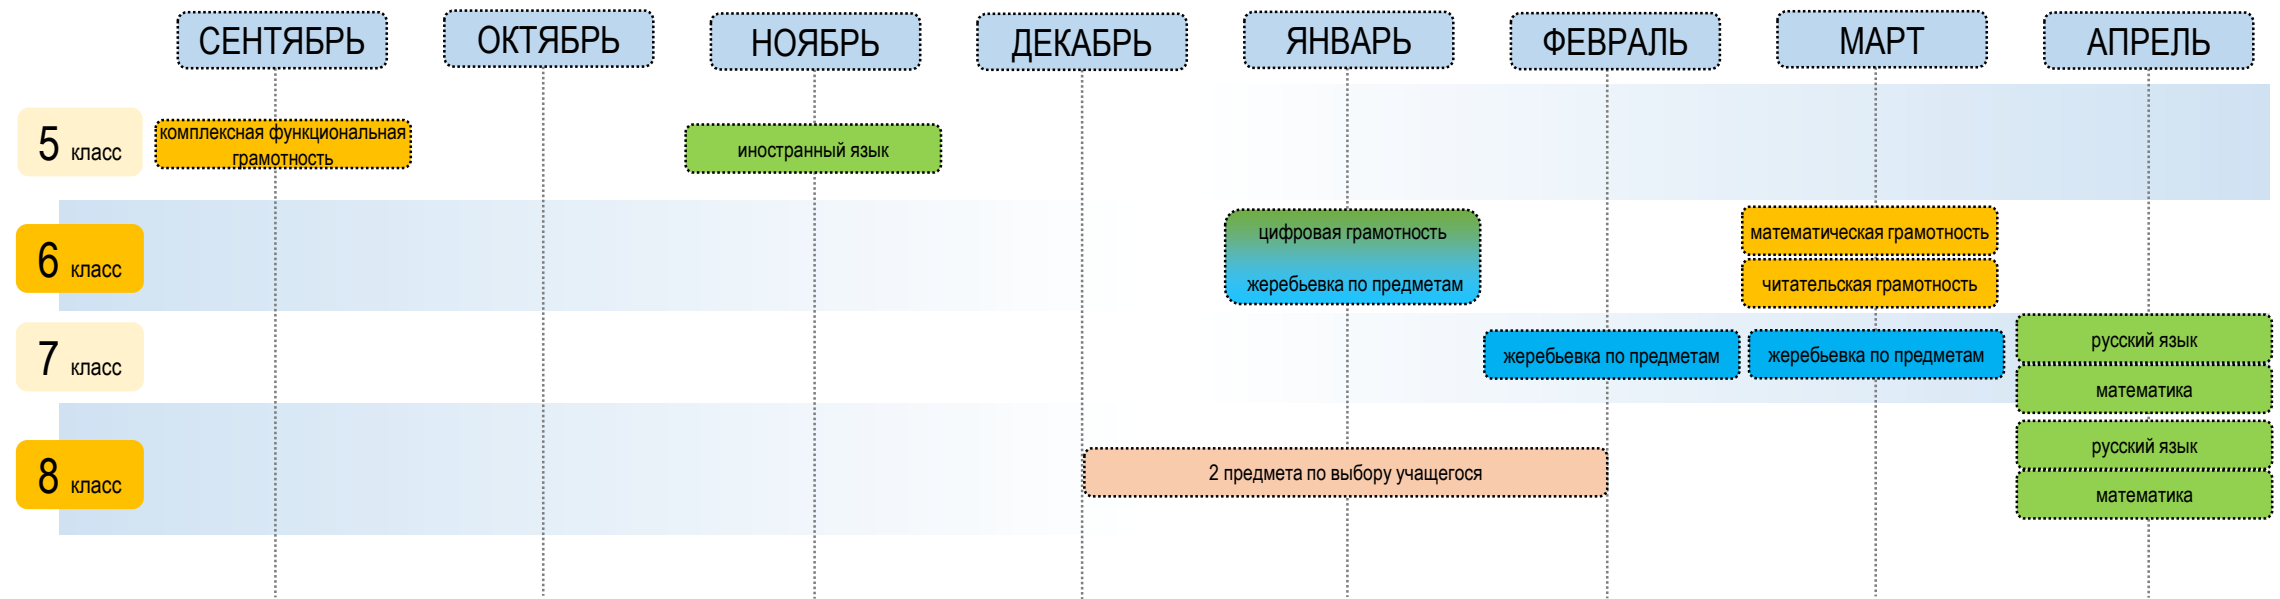 СЕНТЯБРЬ
ОКТЯБРЬ
НОЯБРЬ
ДЕКАБРЬ
ЯНВАРЬ
ФЕВРАЛЬ
МАРТ
АПРЕЛЬ
5 класс
комплексная функциональная
грамотность
иностранный язык
6 класс
цифровая грамотность
жеребьевка по предметам
математическая грамотность
читательская грамотность
7 класс
жеребьевка по предметам
жеребьевка по предметам
русский язык
математика
8 класс
2 предмета по выбору учащегося
русский язык
математика